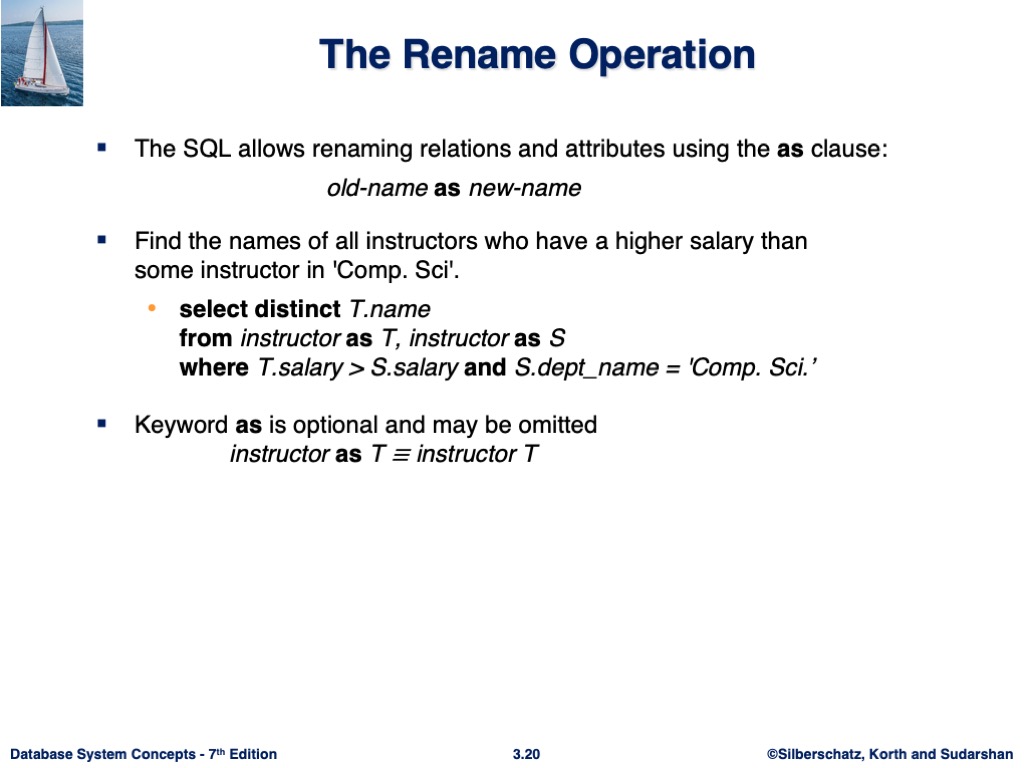 The Rename Operation
▪ The SQL allows renaming relations and attributes using the as clause:
old-name as new-name
▪ Find the names of all instructors who have a higher salary than
some instructor in 'Comp. Sci'.
• select distinct T.name
from instructor as T, instructor as S
where T.salary > S.salary and S.dept_name = 'Comp. Sci.’
▪ Keyword as is optional and may be omitted
instructor as T ≡ instructor T
Database System Concepts - 7th Edition
3.20
©Silberschatz, Korth and Sudarshan